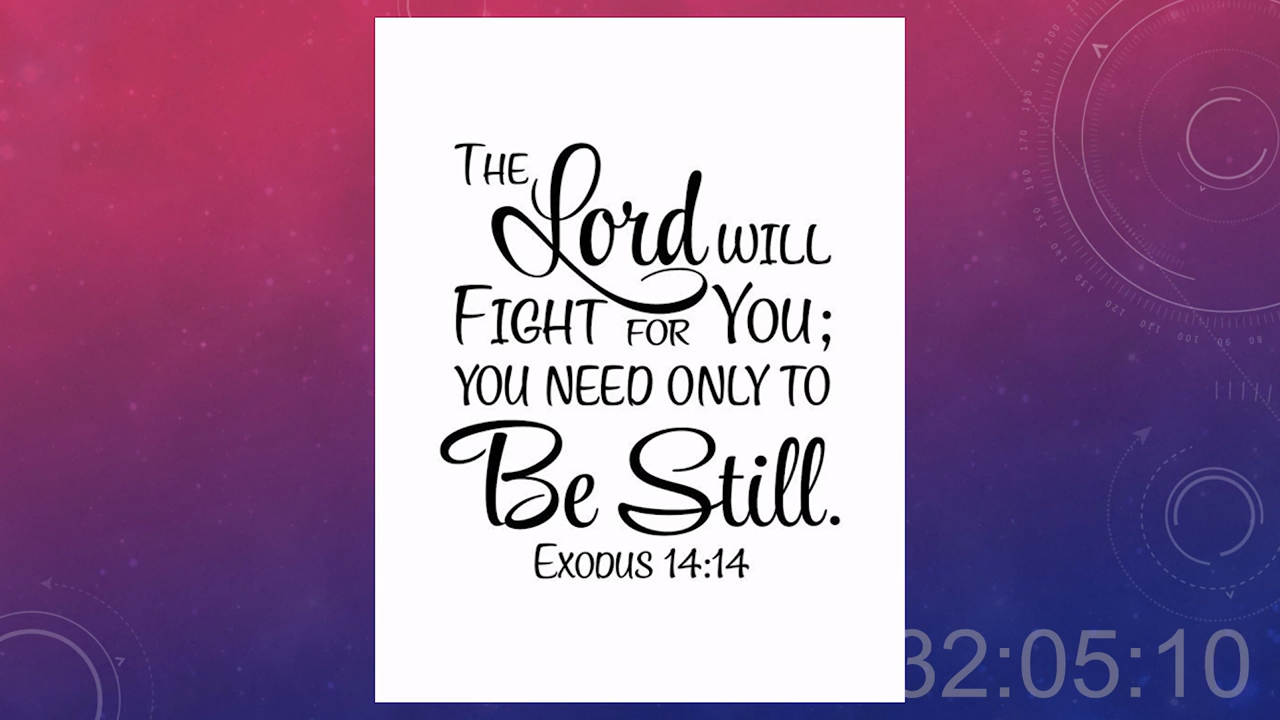 The Lord will
Fight for You;
you need only to
Be Still.
Exodus 14:14
32:05:10